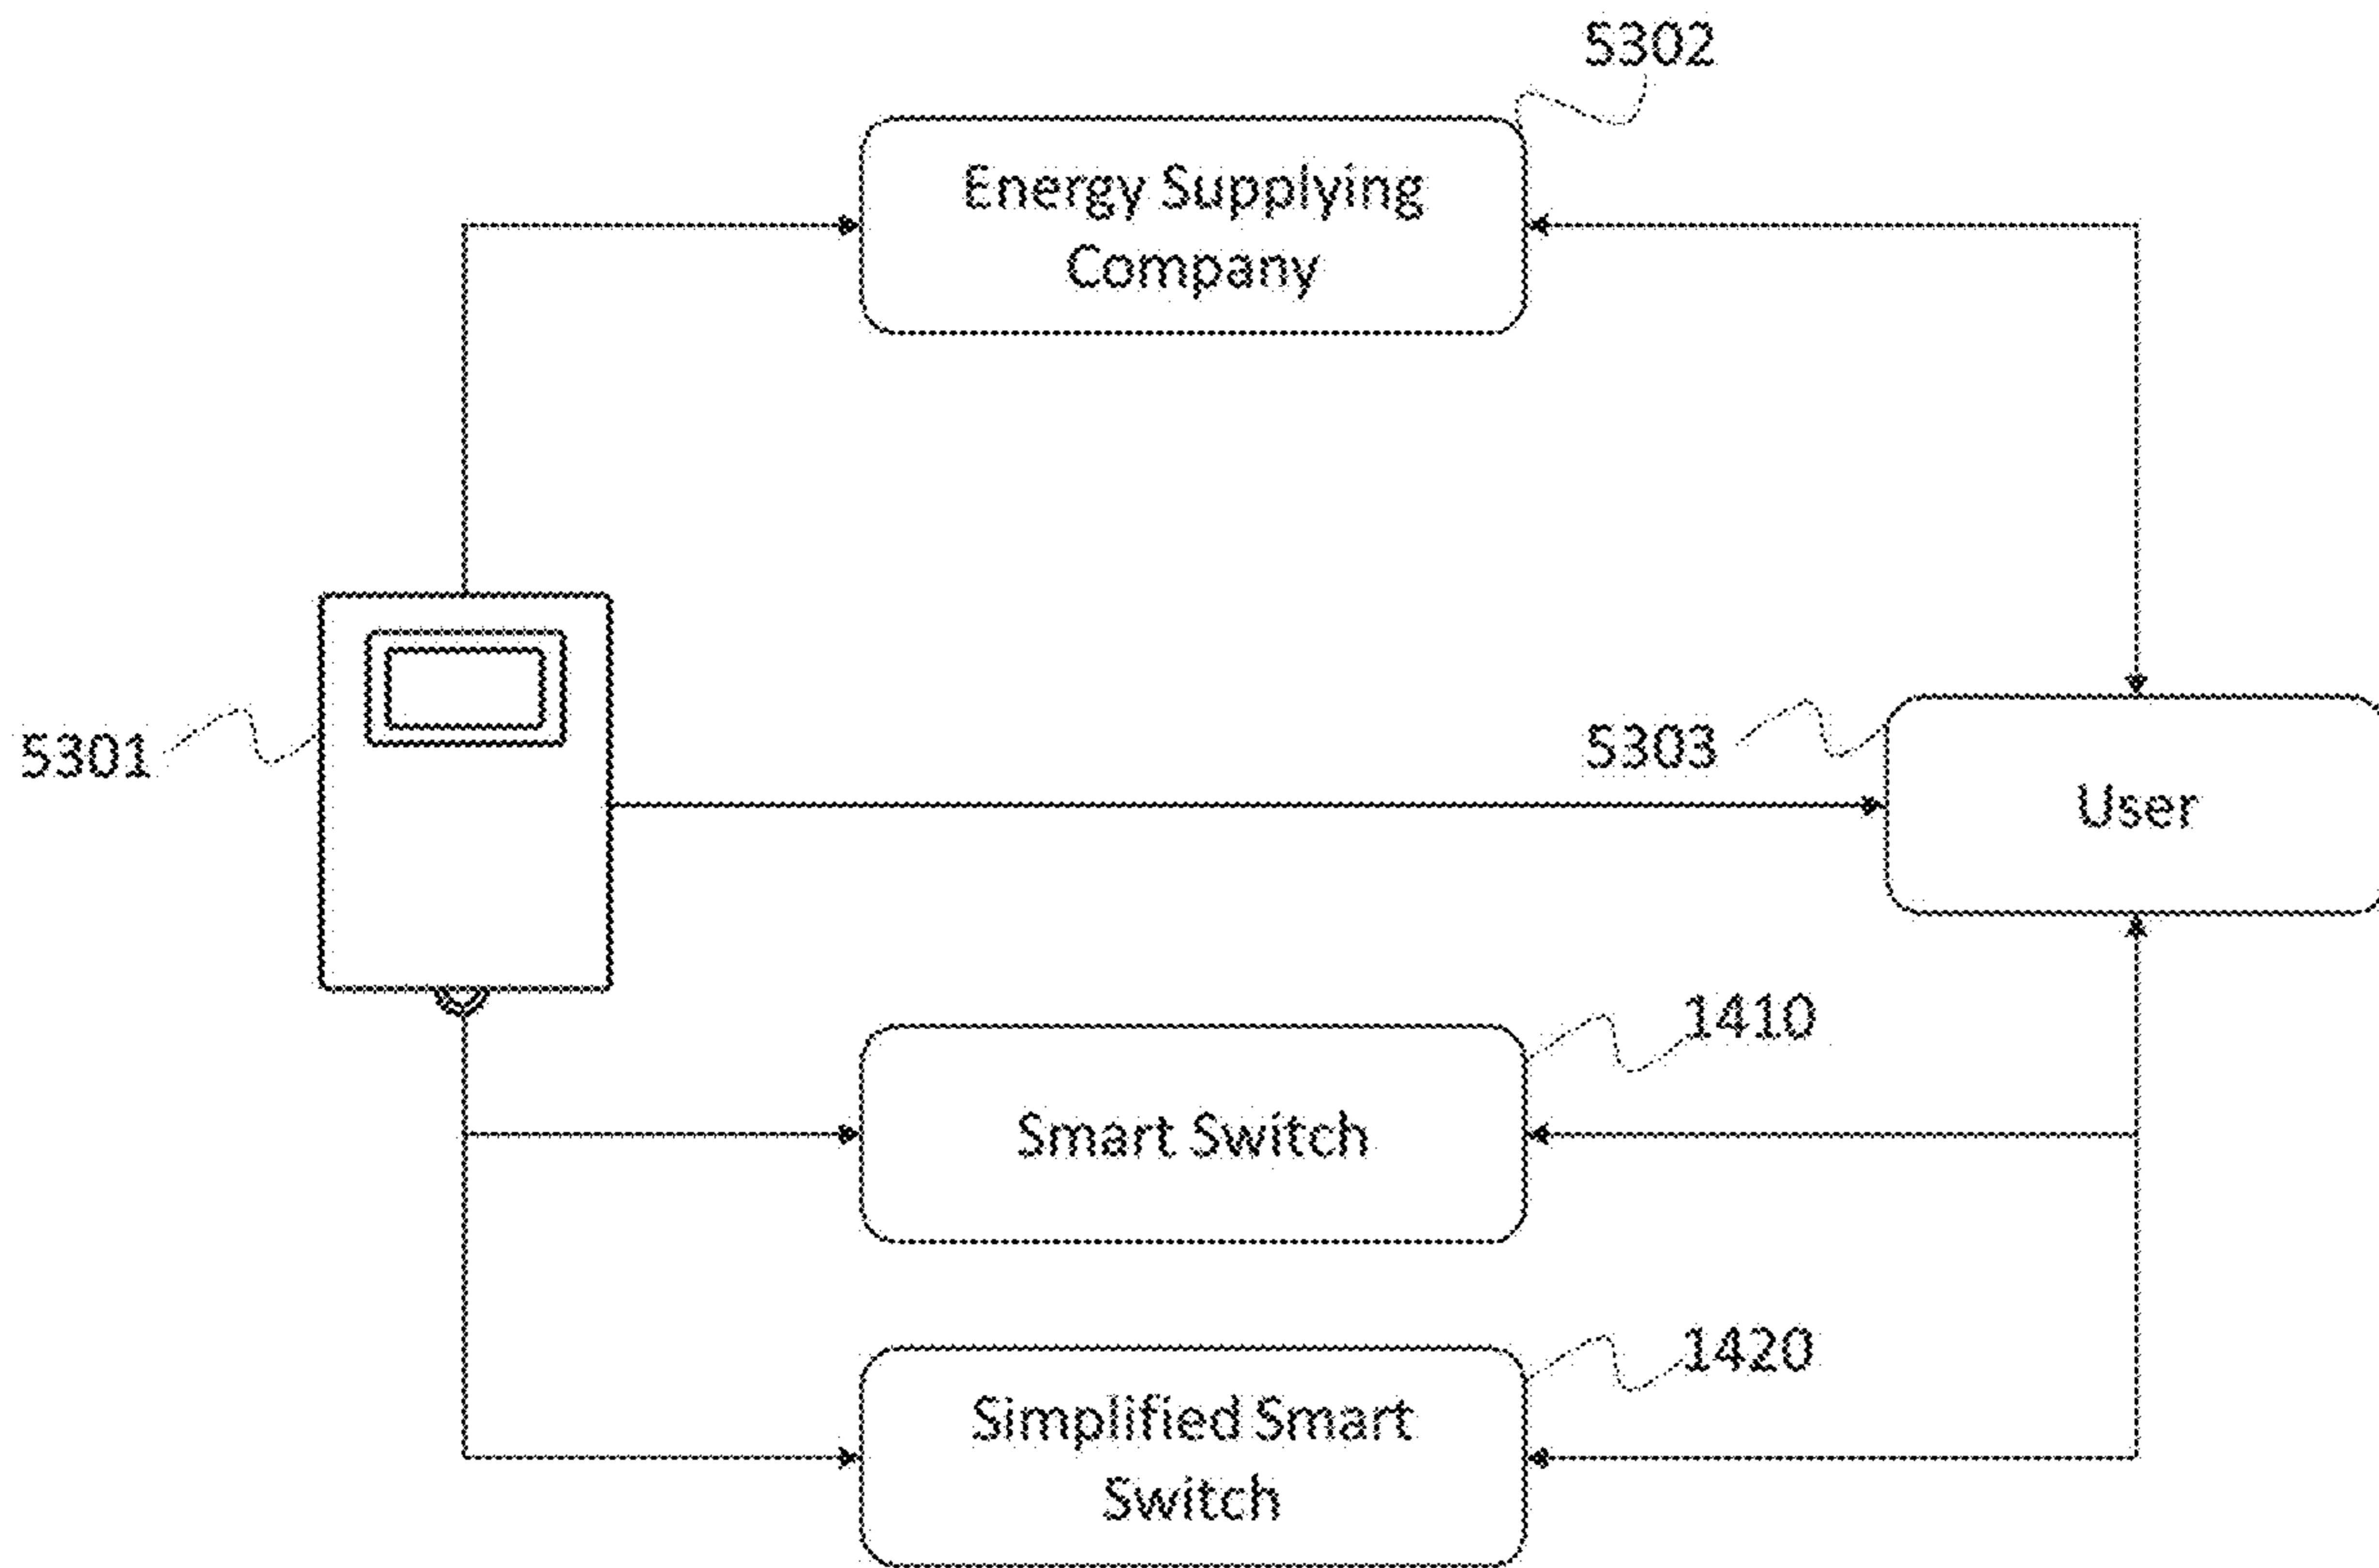 5302
Energy Supplying
Company
5301
5303
User
1410
Smart Switch
1420
Simplified Smart
Switch